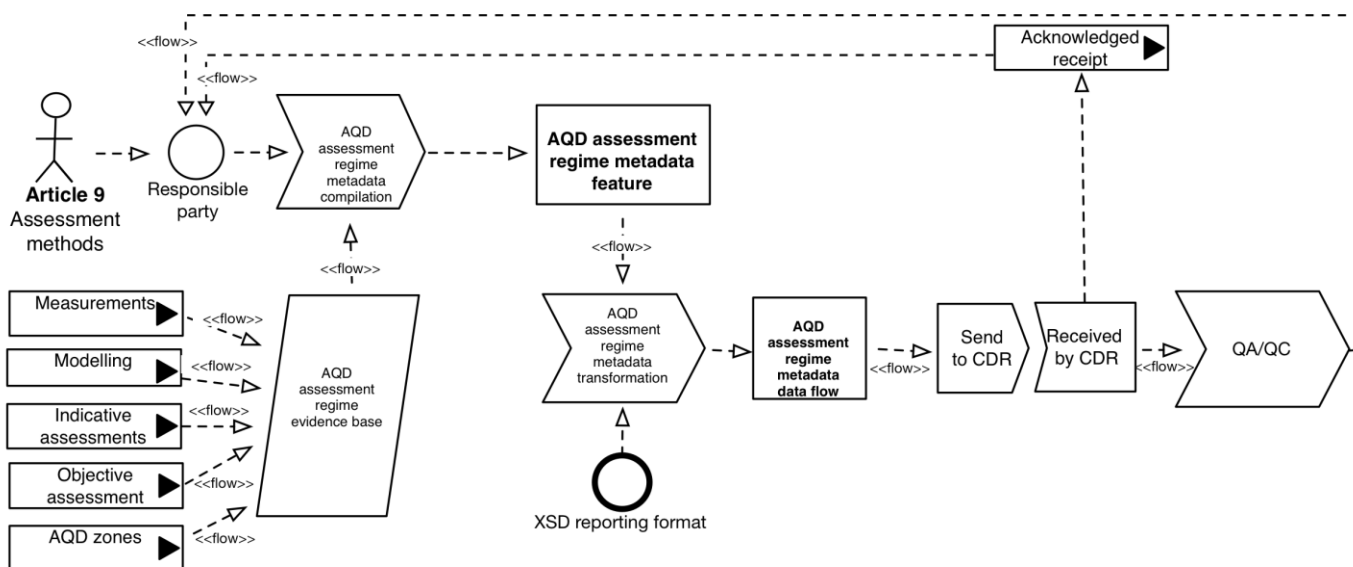 <<flow>>
Acknowledged
receipt
<<flow>>
AQD
assessment
regime
metadata
compilation
AQD assessment
regime metadata
feature
Article 9
Assessment
methods
Responsible
party
<<flow>>
<<flow>>
Measurements
<<flow>>
Modelling
<<flow>>
Indicative
assessments
<<flow>>
Objective
assessment
<<flow>>
AQD zones
<<flow>>
AQD
assessment
regime
evidence base
AQD
assessment
regime
metadata
transformation
AQD
assessment
regime
metadata
data flow
<<flow>>
Send
to CDR
Received
by CDR
<<flow>>
QA/QC
XSD reporting format